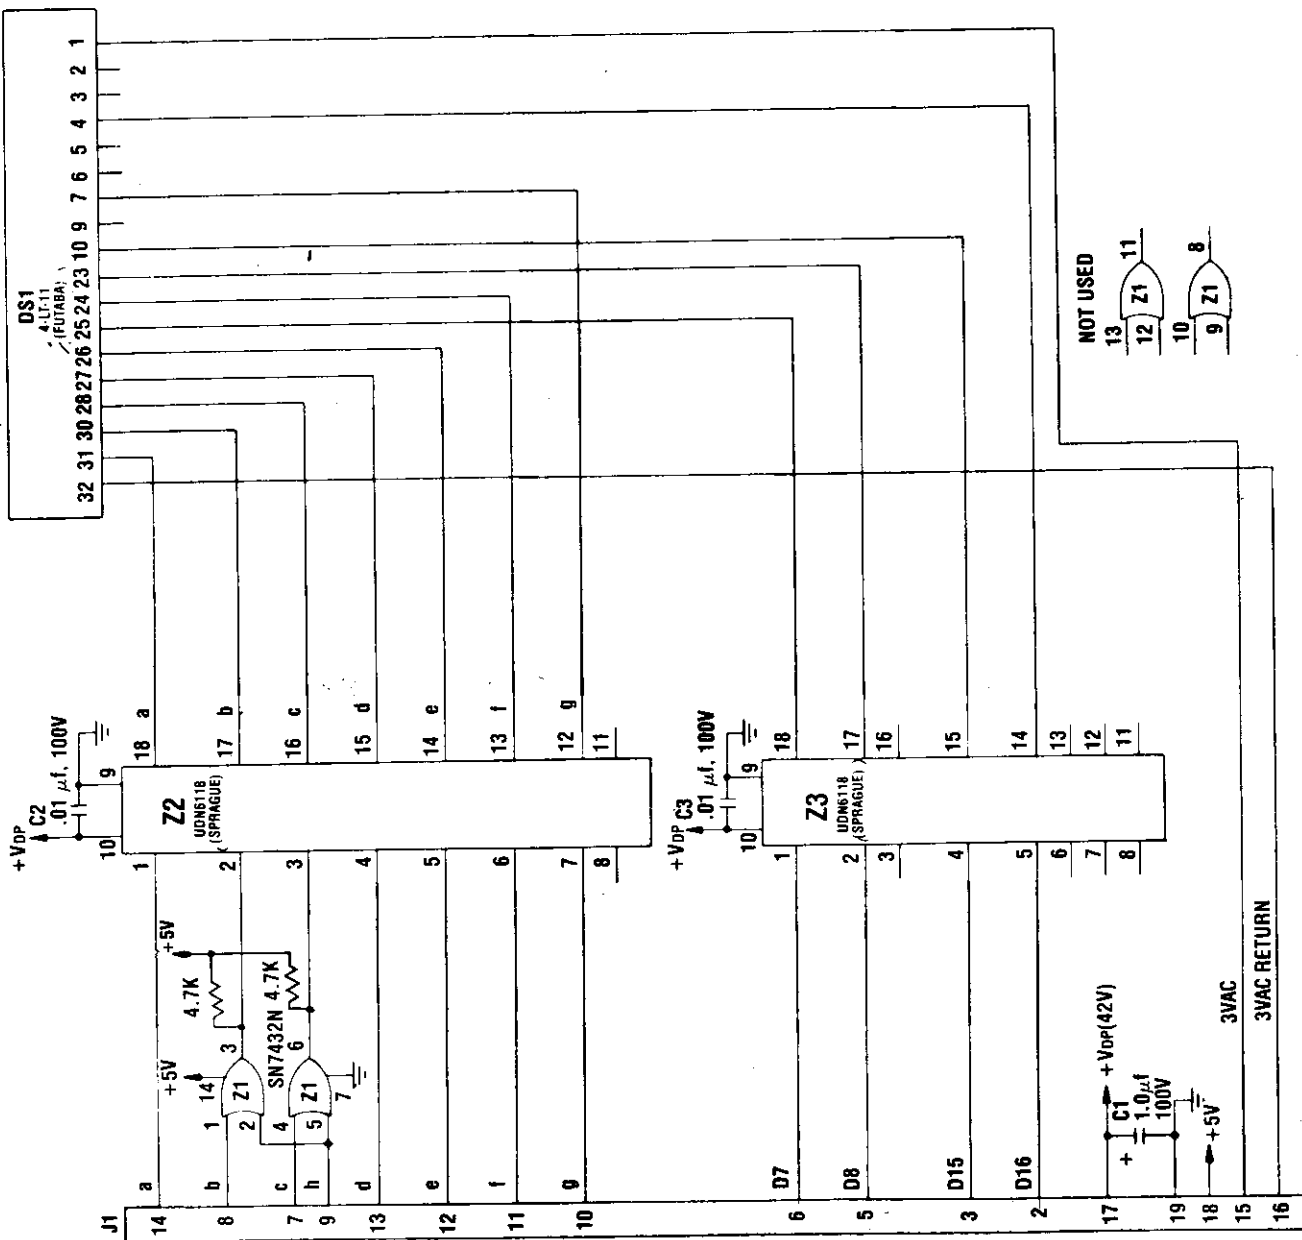 DS1
4-LT-11
(FUTABA)
32 31 30 28 27 26 25 24 23 10 9 7 6 5 4 3 2 1
+VDP C2
.01 µf, 100V
10 9
Z2
UDN6118
(SPRAGUE)
1 18 a
2 17 b
3 16 c
4 15 d
5 14 e
6 13 f
7 12 g
8 11
+VDP C3
.01 µf, 100V
10 9
Z3
UDN6118
(SPRAGUE)
1 18
2 17
3 16
4 15
5 14
6 13
7 12
8 11
NOT USED
13
12
Z1
11
10
9
Z1
8
+5V
4.7K
4.7K
+5V
14
1
2
Z1
3
SN7432N
4
5
Z1
6
7
J1
14 a
8 b
7 c
9 h
13 d
12 e
11 f
10 g
6 D7
5 D8
3 D15
2 D16
17 +VDP(42V)
+ C1
1.0µf
100V
19
18 +5V
15 3VAC
16 3VAC RETURN